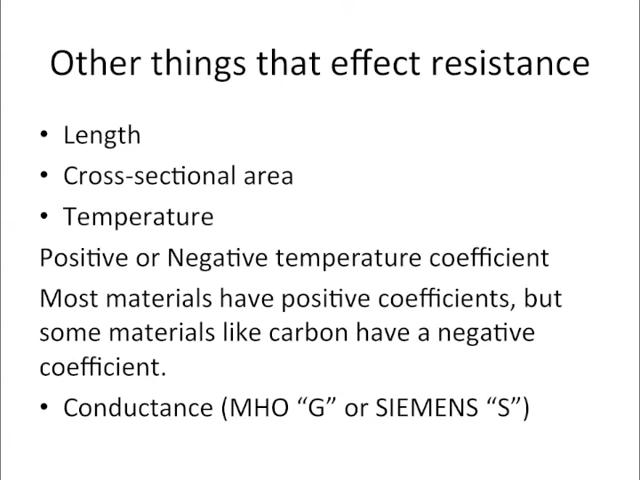 Other things that effect resistance
• Length
• Cross-sectional area
• Temperature
Positive or Negative temperature coefficient
Most materials have positive coefficients, but
some materials like carbon have a negative
coefficient.
• Conductance (MHO “G” or SIEMENS “S”)